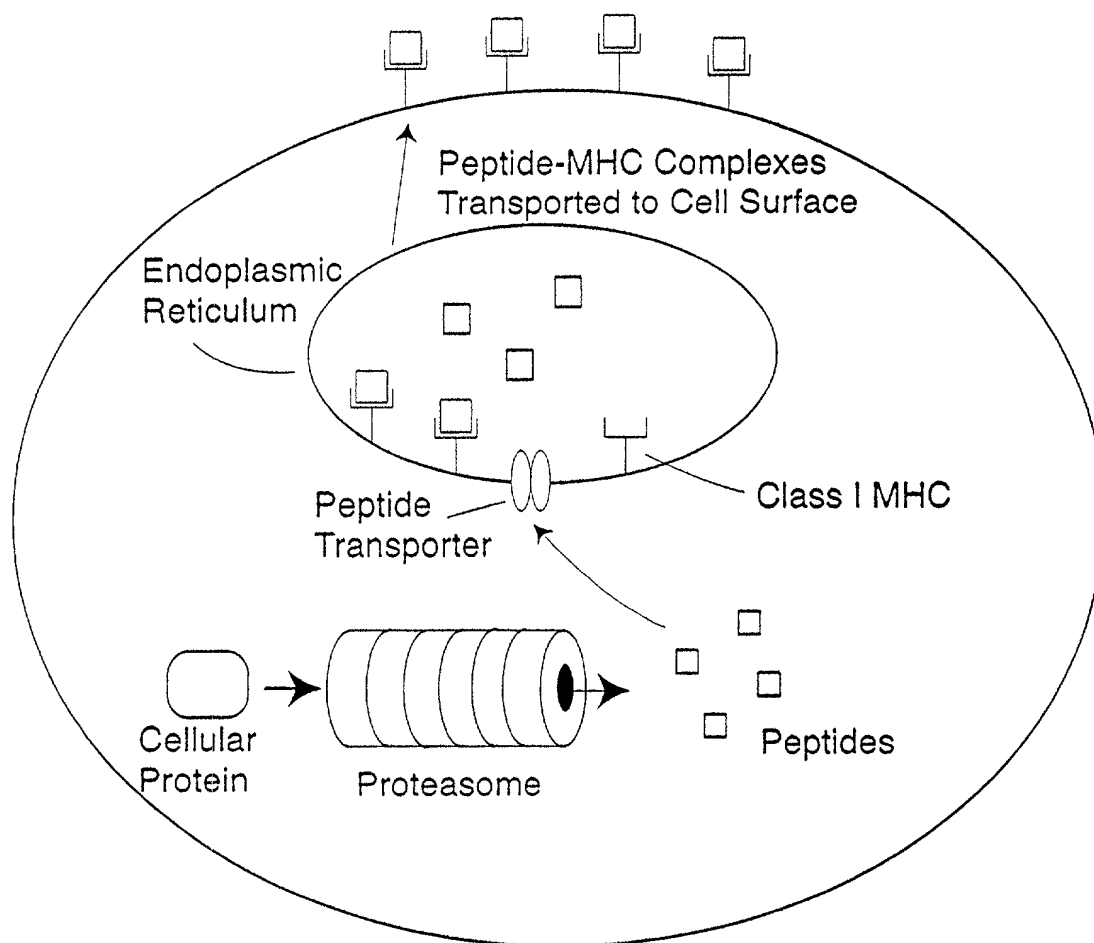 Peptide-MHC Complexes
Transported to Cell Surface
Endoplasmic
Reticulum
Class I MHC
Peptide
Transporter
Cellular
Protein
Proteasome
Peptides